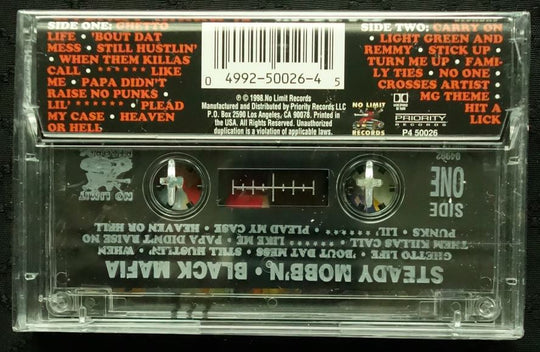 SIDE ONE: GHETTO
LIFE • 'BOUT DAT
MESS • STILL HUSTLIN'
• WHEN THEM KILLAS
CALL • ****** LIKE
ME • PAPA DIDN'T
RAISE NO PUNKS •
LIL' ****** • PLEAD
MY CASE • HEAVEN
OR HELL
0 4992-50026-4 5
℗ © 1998 No Limit Records
Manufactured and Distributed by Priority Records LLC
P.O. Box 2590 Los Angeles, CA 90078. Printed in
the USA. All Rights Reserved. Unauthorized
duplication is a violation of applicable laws.
SIDE TWO: CARRY ON
• LIGHT GREEN AND
REMMY • STICK UP
TURN ME UP • FAMI-
LY TIES • NO ONE
CROSSES ARTIST
MG THEME
HIT A
LICK
NO LIMIT
RECORDS
PRIORITY
RECORDS
P4 50026
STEADY MOBB'N • BLACK MAFIA
GHETTO LIFE • 'BOUT DAT MESS • STILL HUSTLIN' • WHEN
THEM KILLAS CALL • ****** LIKE ME • PAPA DIDN'T RAISE NO
PUNKS • LIL' ****** • PLEAD MY CASE • HEAVEN OR HELL
SIDE
ONE
NO LIMIT